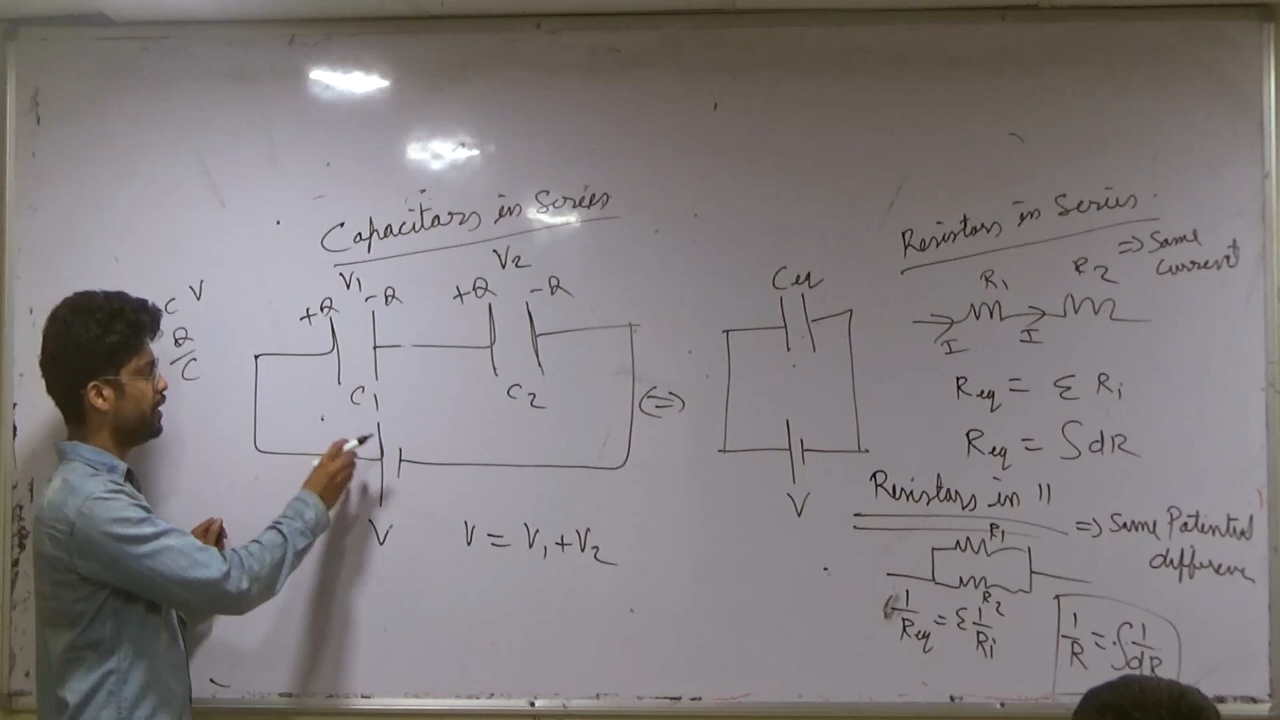 Capacitors in Series
V₁ V₂
+Q -Q +Q -Q
C₁ C₂
V
V = V₁ + V₂
C V
Q/C
⇔
Ceq
V
Resistors in Series
⇒ Same current
R₁ R₂
I I
Req = Σ Ri
Req = ∫dR
Resistors in ||
⇒ Same Potential difference
R₁
R₂
1/Req = Σ 1/Ri
1/R = ∫ 1/dR